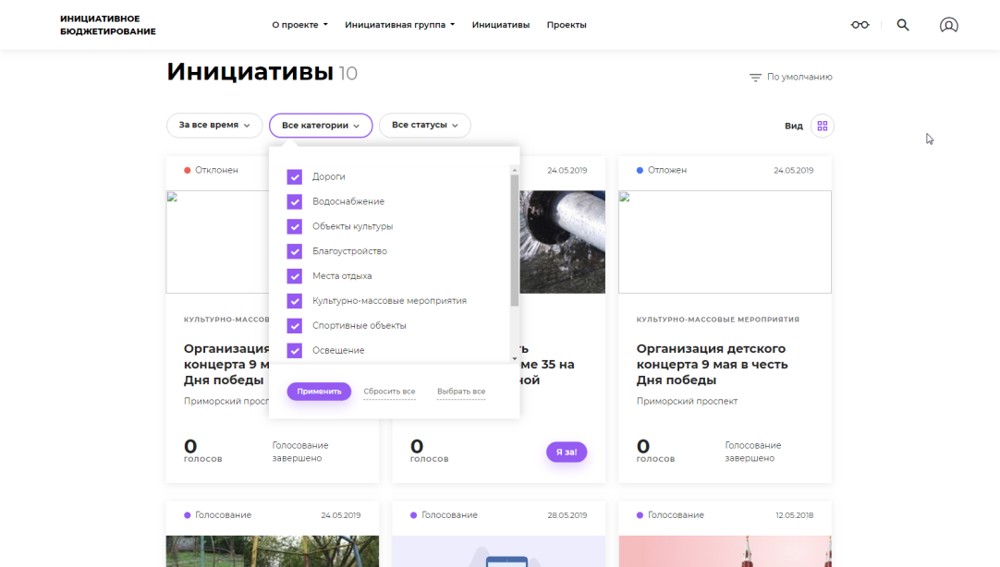 ИНИЦИАТИВНОЕ
БЮДЖЕТИРОВАНИЕ
О проекте
Инициативная группа
Инициативы
Проекты
Инициативы 10
По умолчанию
За все время
Все категории
Все статусы
Вид
Дороги
Водоснабжение
Объекты культуры
Благоустройство
Места отдыха
Культурно-массовые мероприятия
Спортивные объекты
Освещение
Применить
Сбросить все
Выбрать все
Отклонен
КУЛЬТУРНО-МАССОВ
Организация
концерта 9 м
Дня победы
Приморский просп
0
ГОЛОСОВ
Голосование
завершено
24.05.2019
ме 35 на
ной
0
ГОЛОСОВ
Я за!
Отложен
24.05.2019
КУЛЬТУРНО-МАССОВЫЕ МЕРОПРИЯТИЯ
Организация детского
концерта 9 мая в честь
Дня победы
Приморский проспект
0
ГОЛОСОВ
Голосование
завершено
Голосование
24.05.2019
Голосование
28.05.2019
Голосование
12.05.2018